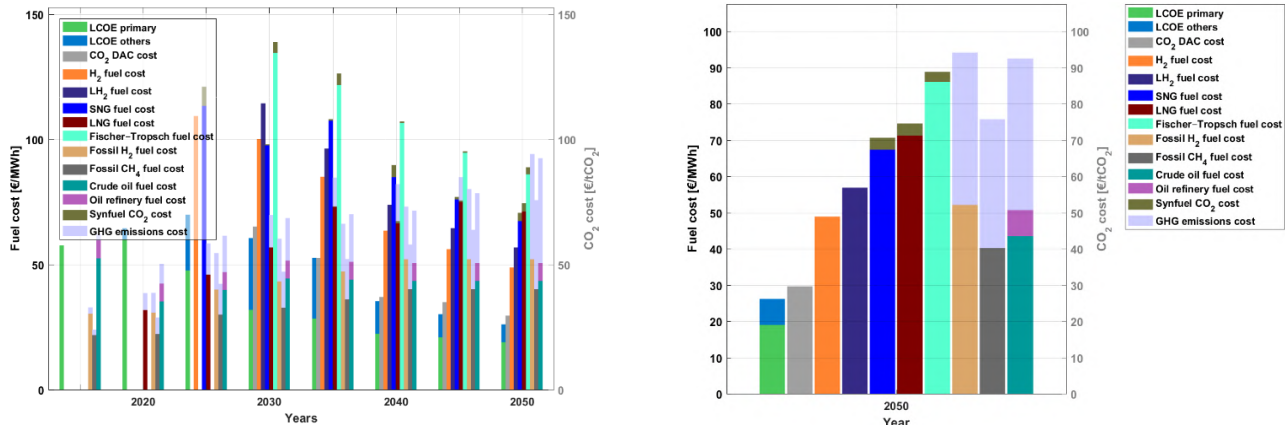 150
100
50
0
Fuel cost [€/MWh]
LCOE primary
LCOE others
CO2 DAC cost
H2 fuel cost
LH2 fuel cost
SNG fuel cost
LNG fuel cost
Fischer-Tropsch fuel cost
Fossil H2 fuel cost
Fossil CH4 fuel cost
Crude oil fuel cost
Oil refinery fuel cost
Synfuel CO2 cost
GHG emissions cost
2020
2030
2040
2050
Years
150
100
50
0
CO2 cost [€/tCO2]
100
90
80
70
60
50
40
30
20
10
0
Fuel cost [€/MWh]
2050
Year
100
90
80
70
60
50
40
30
20
10
0
CO2 cost [€/tCO2]
LCOE primary
LCOE others
CO2 DAC cost
H2 fuel cost
LH2 fuel cost
SNG fuel cost
LNG fuel cost
Fischer-Tropsch fuel cost
Fossil H2 fuel cost
Fossil CH4 fuel cost
Crude oil fuel cost
Oil refinery fuel cost
Synfuel CO2 cost
GHG emissions cost